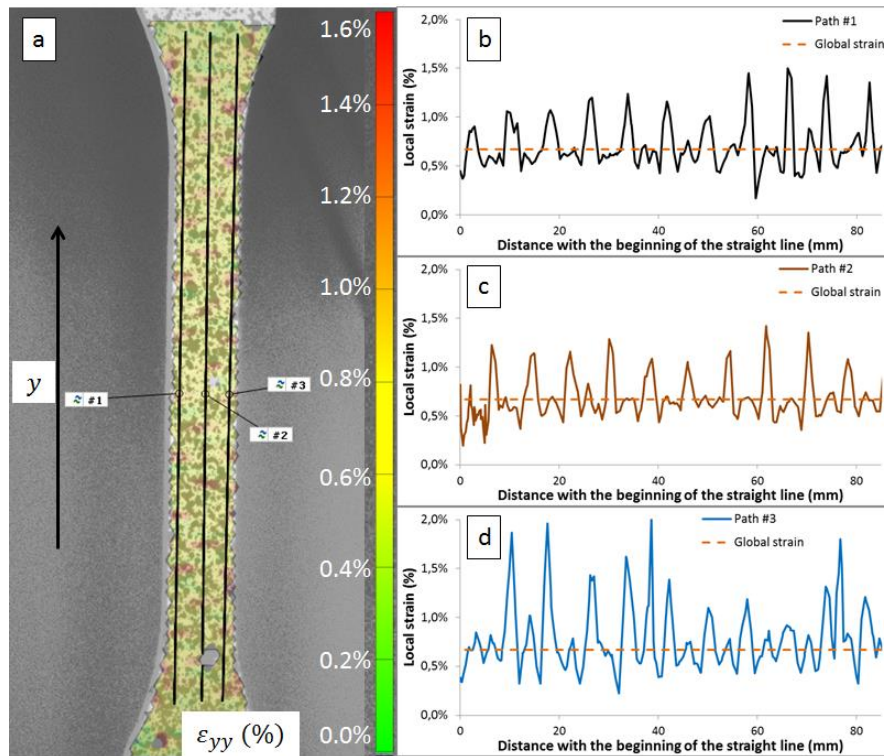 a
1.6%
1.4%
1.2%
1.0%
0.8%
0.6%
0.4%
0.2%
0.0%
y
#1
#3
#2
εyy (%)
b
Path #1
Global strain
Local strain (%)
2,0%
1,5%
1,0%
0,5%
0,0%
0 20 40 60 80
Distance with the beginning of the straight line (mm)
c
Path #2
Global strain
Local strain (%)
2,0%
1,5%
1,0%
0,5%
0,0%
0 20 40 60 80
Distance with the beginning of the straight line (mm)
d
Path #3
Global strain
Local strain (%)
2,0%
1,5%
1,0%
0,5%
0,0%
0 20 40 60 80
Distance with the beginning of the straight line (mm)